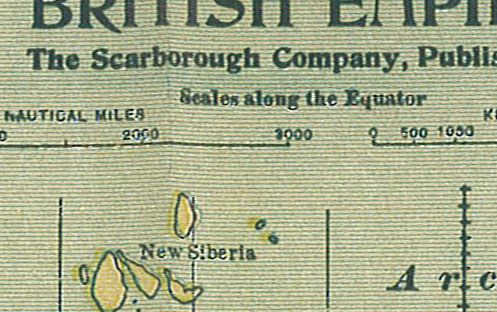 BRITISH EMPI
The Scarborough Company, Publis
Scales along the Equator
NAUTICAL MILES
0 2000 3000 0 500 1000
New Siberia
Arc